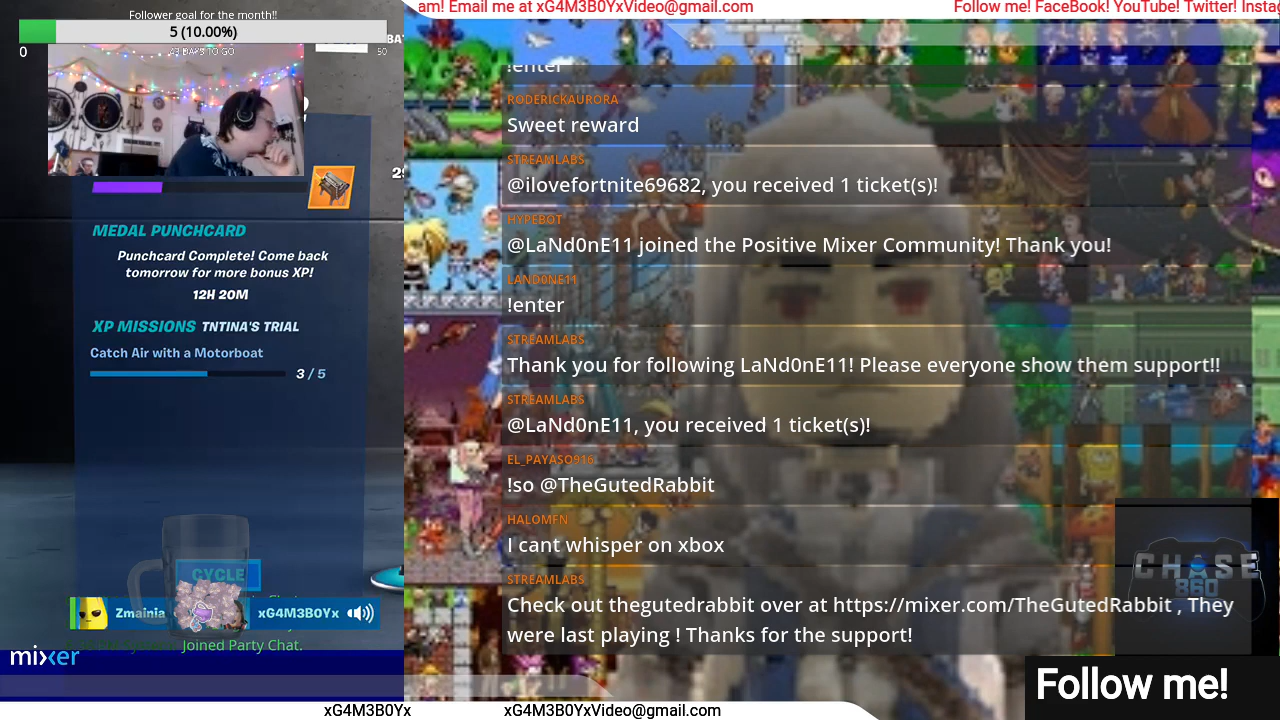 am! Email me at xG4M3B0YxVideo@gmail.com
Follow me! FaceBook! YouTube! Twitter!
Follower goal for the month!!
5 (10.00%)
0
43 DAYS TO GO
50
MEDAL PUNCHCARD
Punchcard Complete! Come back
tomorrow for more bonus XP!
12H 20M
XP MISSIONS TNTINA'S TRIAL
Catch Air with a Motorboat
3 / 5
CYCLE
Zmainia
xG4M3B0Yx
Joined Party Chat.
mixer
!enter
RODERICKAURORA
Sweet reward
STREAMLABS
@ilovefortnite69682, you received 1 ticket(s)!
HYPEBOT
@LaNd0nE11 joined the Positive Mixer Community! Thank you!
LAND0NE11
!enter
STREAMLABS
Thank you for following LaNd0nE11! Please everyone show them support!!
STREAMLABS
@LaNd0nE11, you received 1 ticket(s)!
EL_PAYASO916
!so @TheGutedRabbit
HALOMFN
I cant whisper on xbox
STREAMLABS
Check out thegutedrabbit over at https://mixer.com/TheGutedRabbit , They
were last playing ! Thanks for the support!
CHASE
860
Follow me!
xG4M3B0Yx
xG4M3B0YxVideo@gmail.com